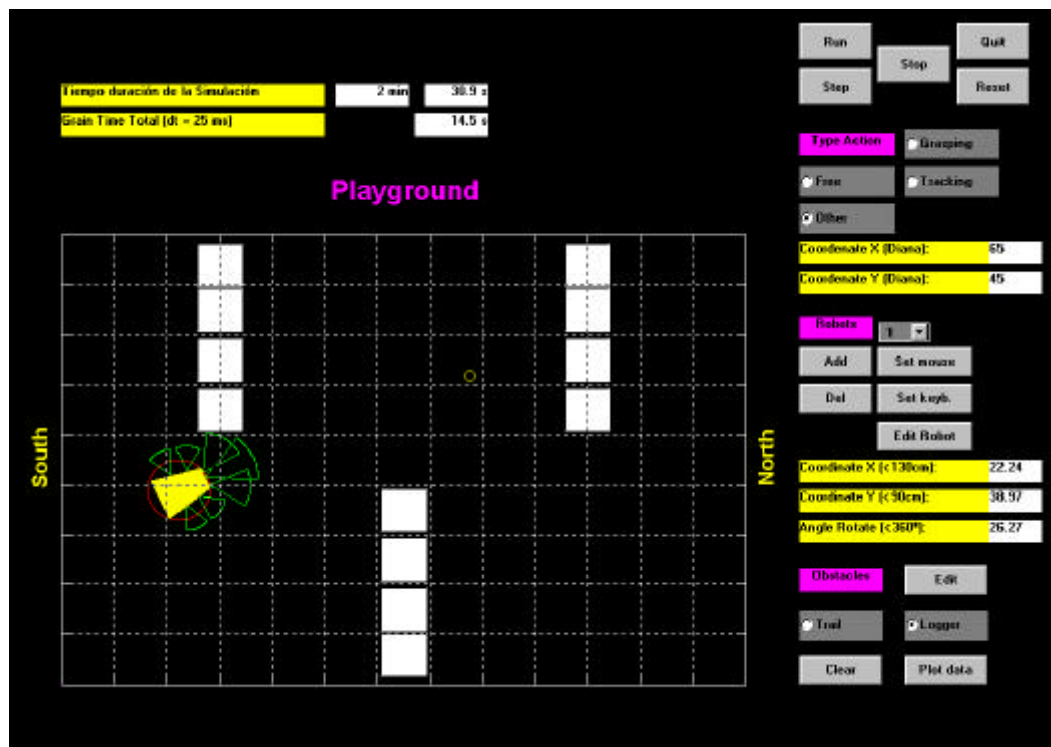 Run
Quit
Stop
Step
Reset
Tiempo duración de la Simulación 2 min 30.9 s
Grain Time Total (dt = 25 ms) 14.5 s
Type Action
Grasping
Free
Tracking
Other
Playground
Coordenate X (Diana): 65
Coordenate Y (Diana): 45
Robots 1
Add Set mouse
Del Set keyb.
Edit Robot
South
North
Coordinate X (<130cm): 22.24
Coordinate Y (<90cm): 38.97
Angle Rotate (<360º): 26.27
Obstacles Edit
Trail Logger
Clear Plot data